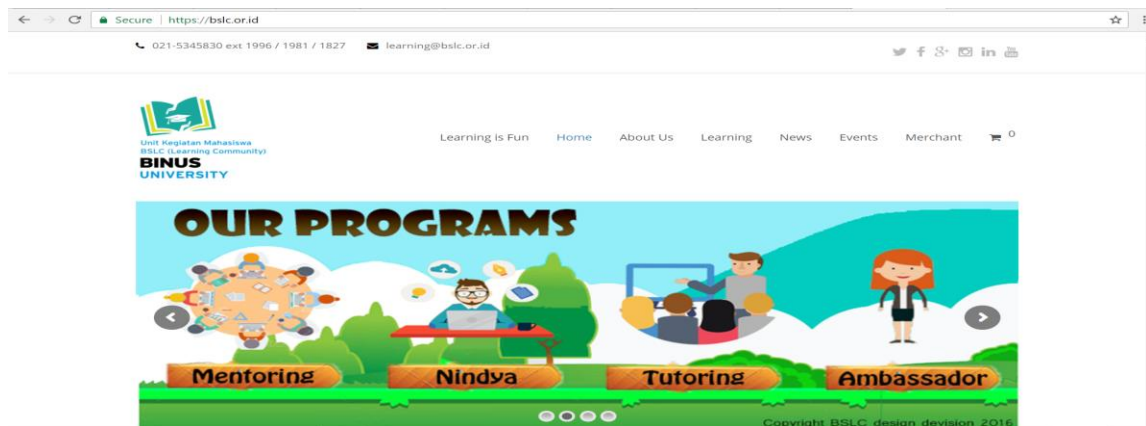 Secure https://bslc.or.id
021-5345830 ext 1996 / 1981 / 1827 learning@bslc.or.id
Unit Kegiatan Mahasiswa
BSLC (Learning Community)
BINUS
UNIVERSITY
Learning is Fun Home About Us Learning News Events Merchant 0
OUR PROGRAMS
Mentoring Nindya Tutoring Ambassador
Copyright BSLC design devision 2016